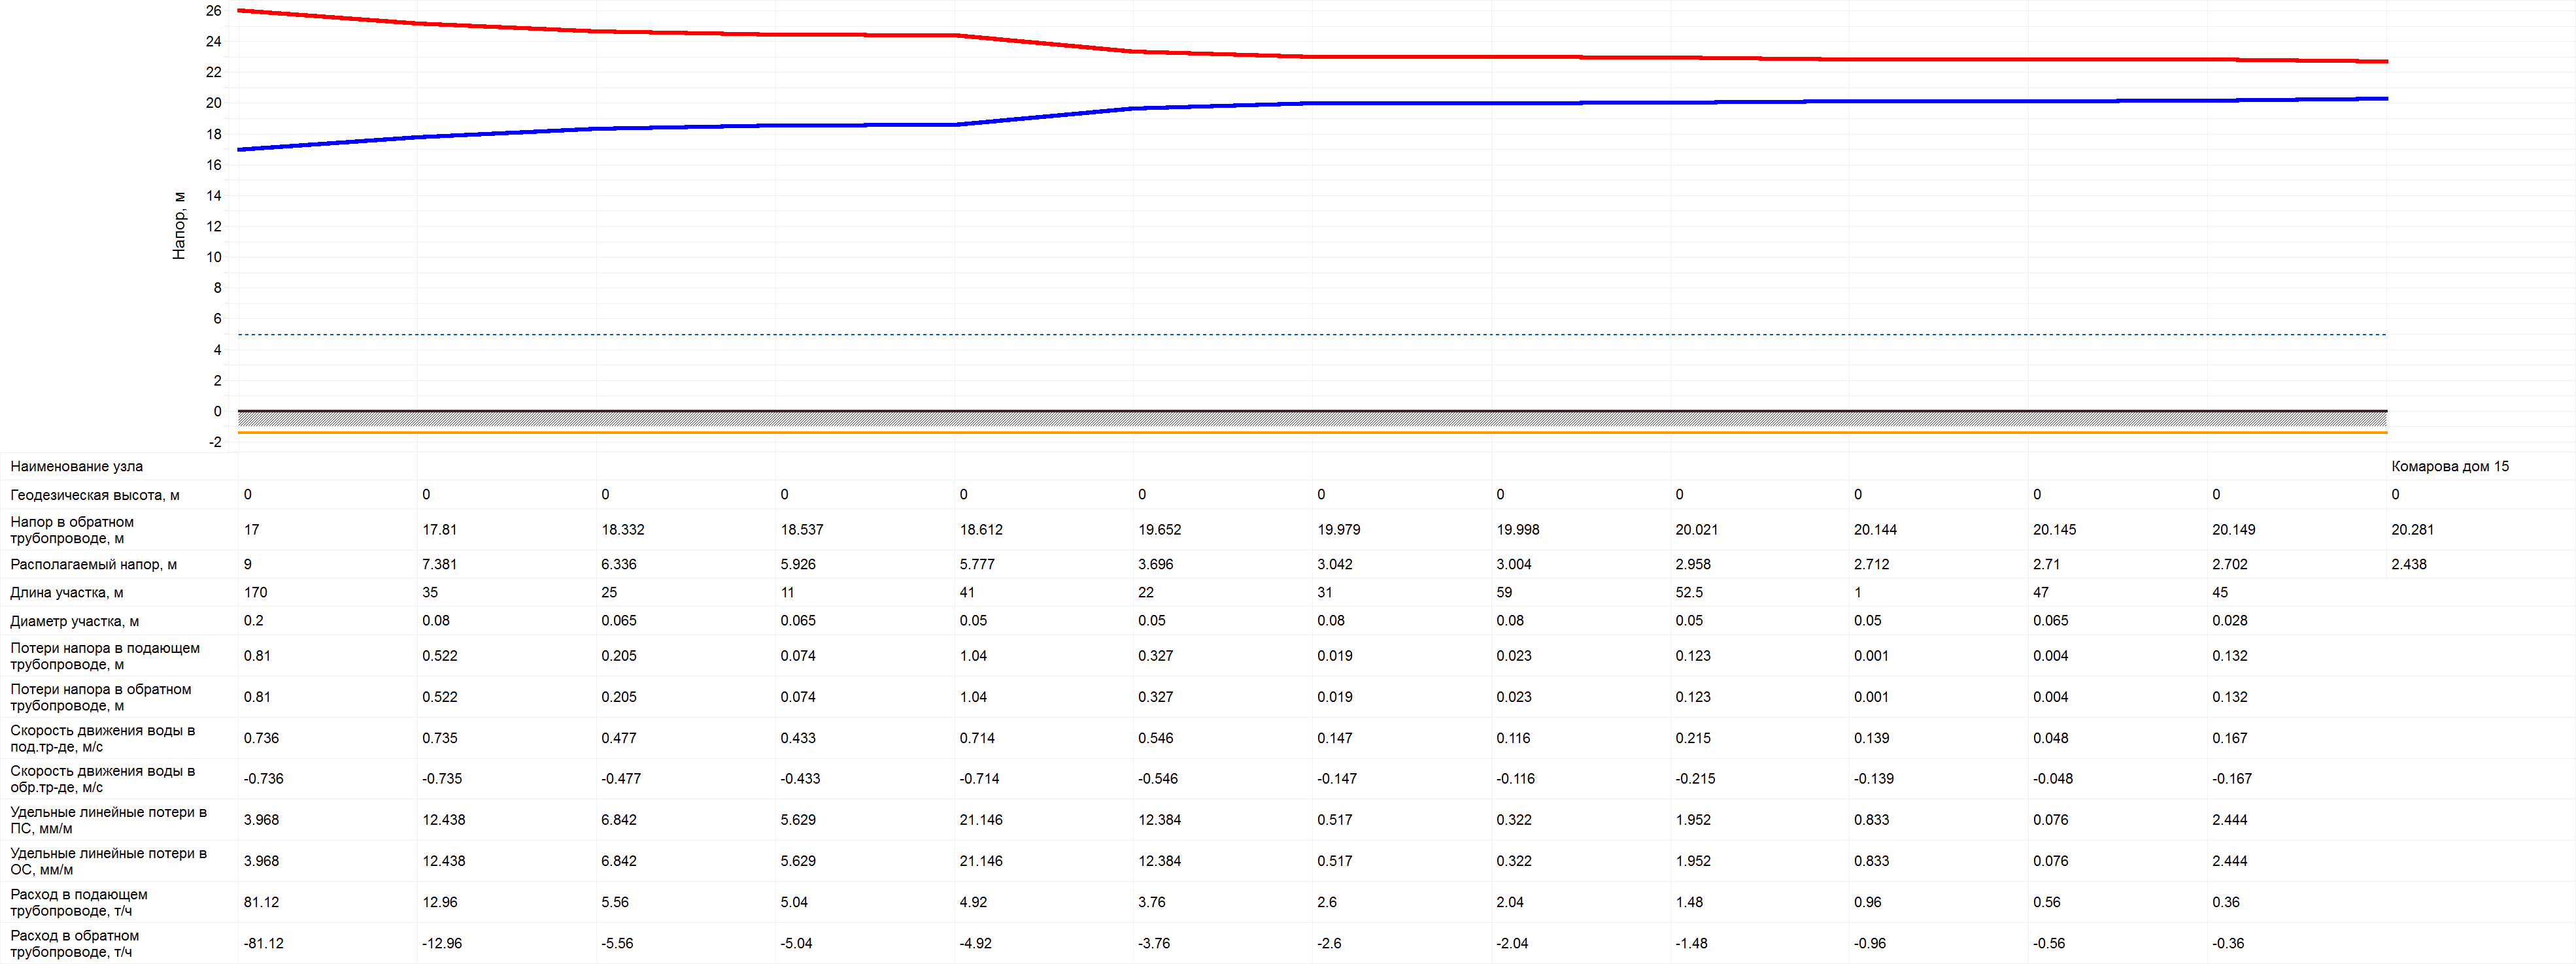 26
24
22
20
18
16
14
12
10
8
6
4
2
0
-2
Напор, м
Наименование узла Комарова дом 15
Геодезическая высота, м 0 0 0 0 0 0 0 0 0 0 0 0 0
Напор в обратном
трубопроводе, м 17 17.81 18.332 18.537 18.612 19.652 19.979 19.998 20.021 20.144 20.145 20.149 20.281
Располагаемый напор, м 9 7.381 6.336 5.926 5.777 3.696 3.042 3.004 2.958 2.712 2.71 2.702 2.438
Длина участка, м 170 35 25 11 41 22 31 59 52.5 1 47 45
Диаметр участка, м 0.2 0.08 0.065 0.065 0.05 0.05 0.08 0.08 0.05 0.05 0.065 0.028
Потери напора в подающем
трубопроводе, м 0.81 0.522 0.205 0.074 1.04 0.327 0.019 0.023 0.123 0.001 0.004 0.132
Потери напора в обратном
трубопроводе, м 0.81 0.522 0.205 0.074 1.04 0.327 0.019 0.023 0.123 0.001 0.004 0.132
Скорость движения воды в
под.тр-де, м/с 0.736 0.735 0.477 0.433 0.714 0.546 0.147 0.116 0.215 0.139 0.048 0.167
Скорость движения воды в
обр.тр-де, м/с -0.736 -0.735 -0.477 -0.433 -0.714 -0.546 -0.147 -0.116 -0.215 -0.139 -0.048 -0.167
Удельные линейные потери в
ПС, мм/м 3.968 12.438 6.842 5.629 21.146 12.384 0.517 0.322 1.952 0.833 0.076 2.444
Удельные линейные потери в
ОС, мм/м 3.968 12.438 6.842 5.629 21.146 12.384 0.517 0.322 1.952 0.833 0.076 2.444
Расход в подающем
трубопроводе, т/ч 81.12 12.96 5.56 5.04 4.92 3.76 2.6 2.04 1.48 0.96 0.56 0.36
Расход в обратном
трубопроводе, т/ч -81.12 -12.96 -5.56 -5.04 -4.92 -3.76 -2.6 -2.04 -1.48 -0.96 -0.56 -0.36